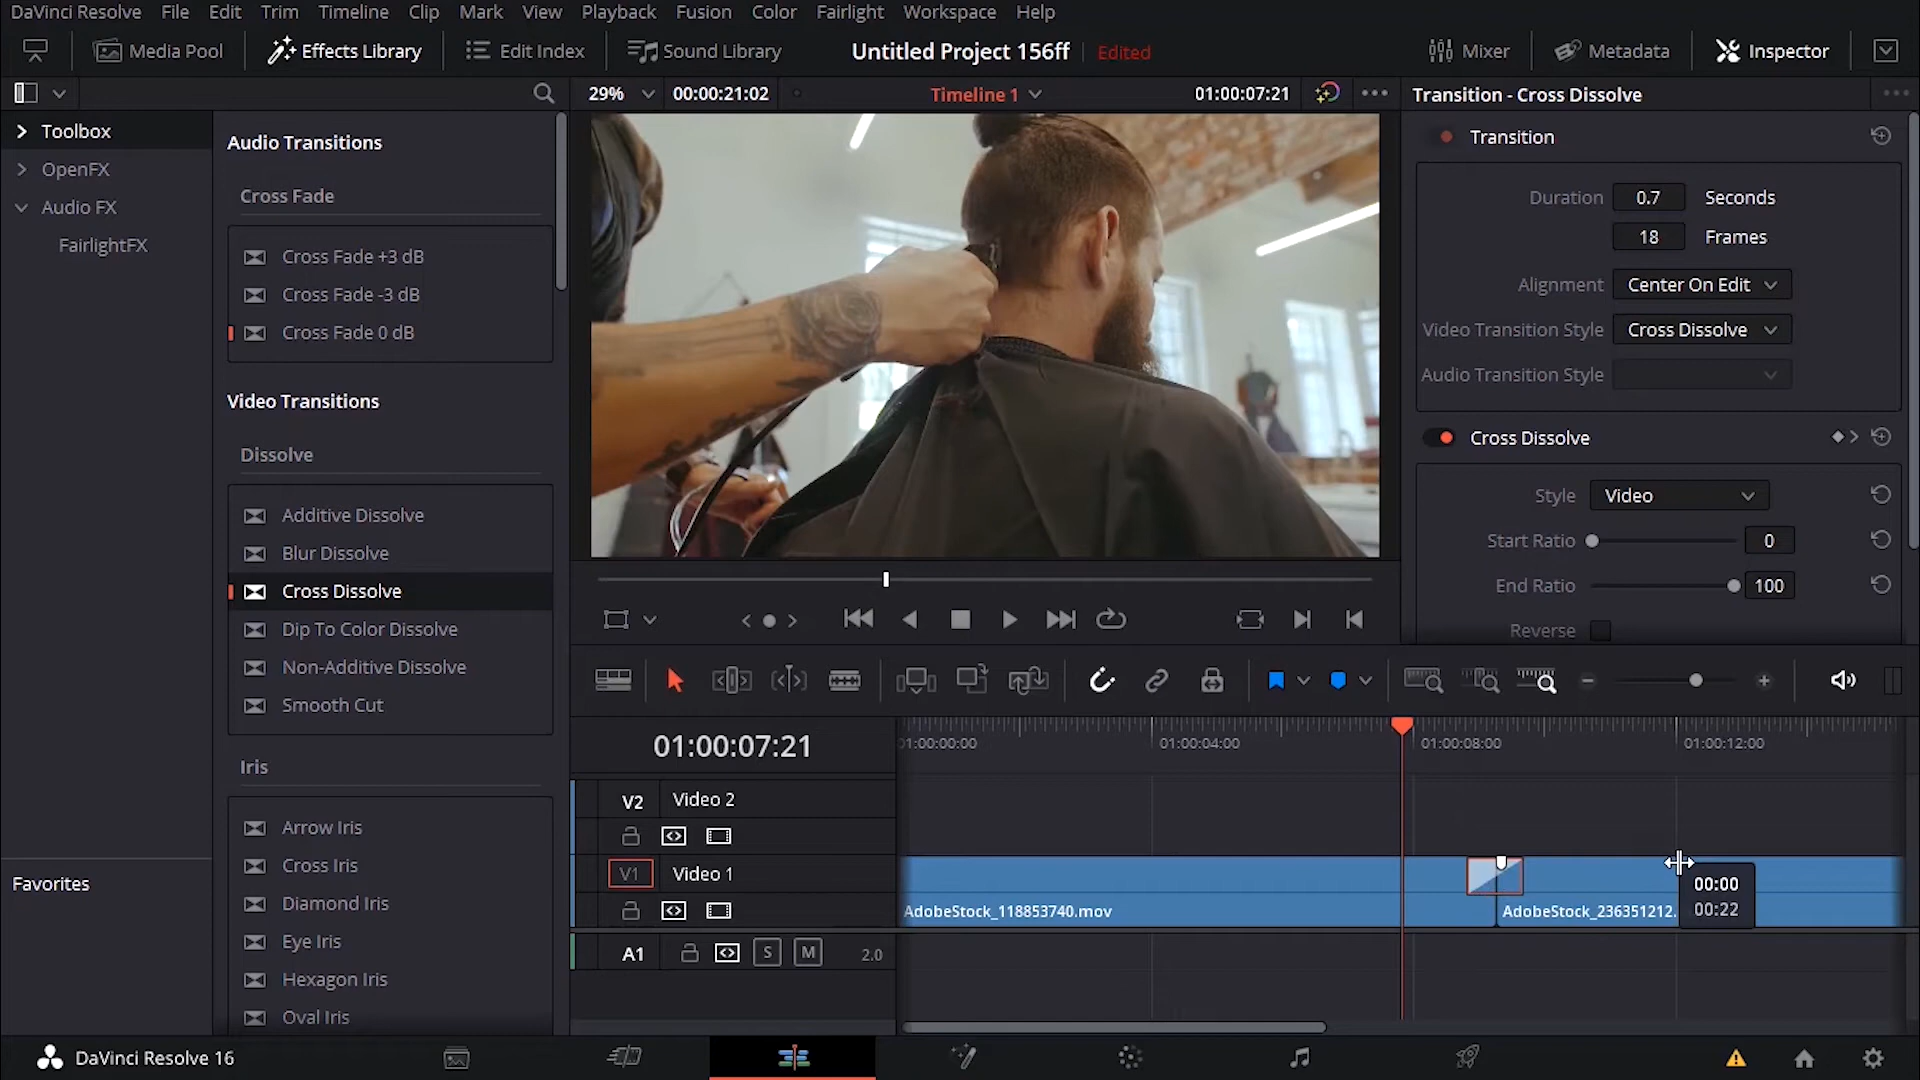 DaVinci Resolve File Edit Trim Timeline Clip Mark View Playback Fusion Color Fairlight Workspace Help
Media Pool Effects Library Edit Index Sound Library Untitled Project 156ff Edited Mixer Metadata Inspector
29% 00:00:21:02 Timeline 1 01:00:07:21 Transition - Cross Dissolve
Toolbox
OpenFX
Audio FX
FairlightFX
Favorites
Audio Transitions
Cross Fade
Cross Fade +3 dB
Cross Fade -3 dB
Cross Fade 0 dB
Video Transitions
Dissolve
Additive Dissolve
Blur Dissolve
Cross Dissolve
Dip To Color Dissolve
Non-Additive Dissolve
Smooth Cut
Iris
Arrow Iris
Cross Iris
Diamond Iris
Eye Iris
Hexagon Iris
Oval Iris
Transition
Duration 0.7 Seconds
18 Frames
Alignment Center On Edit
Video Transition Style Cross Dissolve
Audio Transition Style
Cross Dissolve
Style Video
Start Ratio 0
End Ratio 100
Reverse
01:00:07:21 01:00:00:00 01:00:04:00 01:00:08:00 01:00:12:00
V2 Video 2
V1 Video 1
AdobeStock_118853740.mov AdobeStock_236351212.
00:00
00:22
A1 S M 2.0
DaVinci Resolve 16